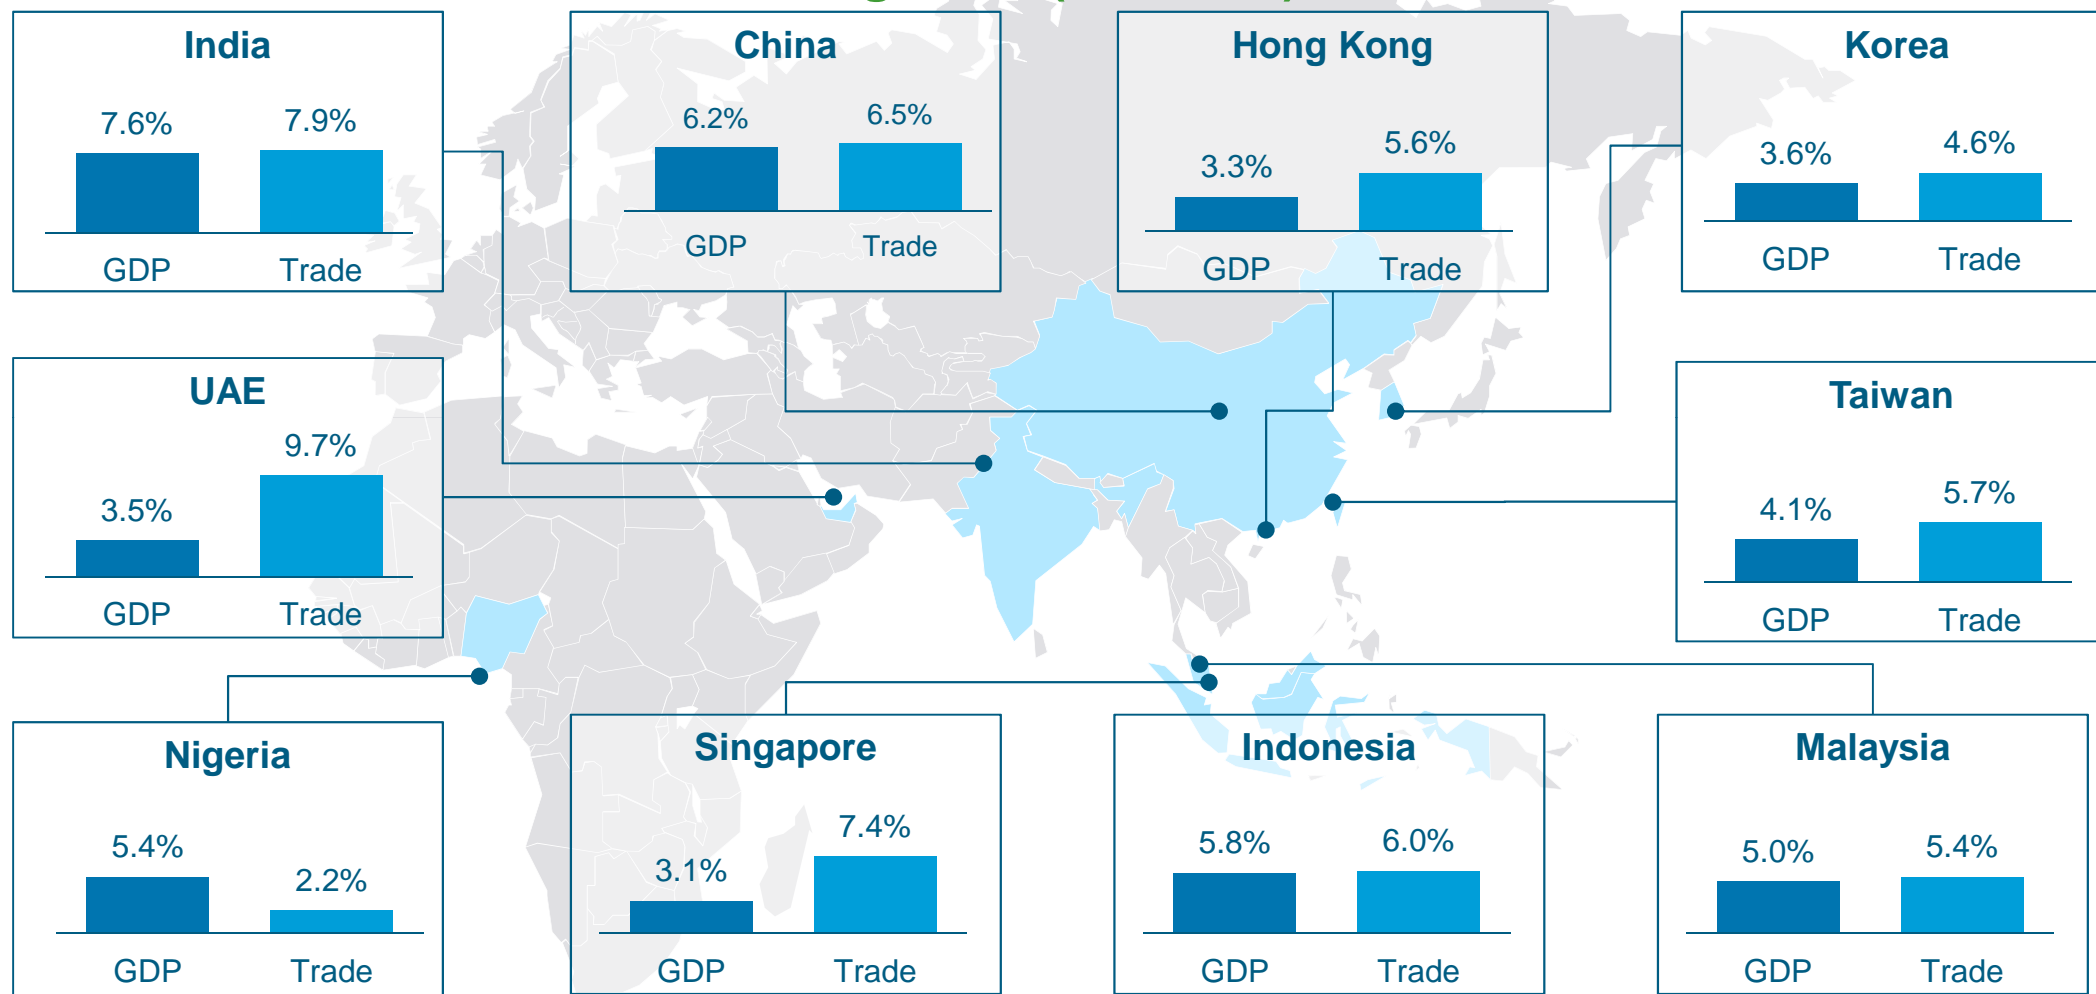 India
7.6%
7.9%
GDP
Trade
China
6.2%
6.5%
GDP
Trade
Hong Kong
3.3%
5.6%
GDP
Trade
Korea
3.6%
4.6%
GDP
Trade
UAE
3.5%
9.7%
GDP
Trade
Taiwan
4.1%
5.7%
GDP
Trade
Nigeria
5.4%
2.2%
GDP
Trade
Singapore
3.1%
7.4%
GDP
Trade
Indonesia
5.8%
6.0%
GDP
Trade
Malaysia
5.0%
5.4%
GDP
Trade